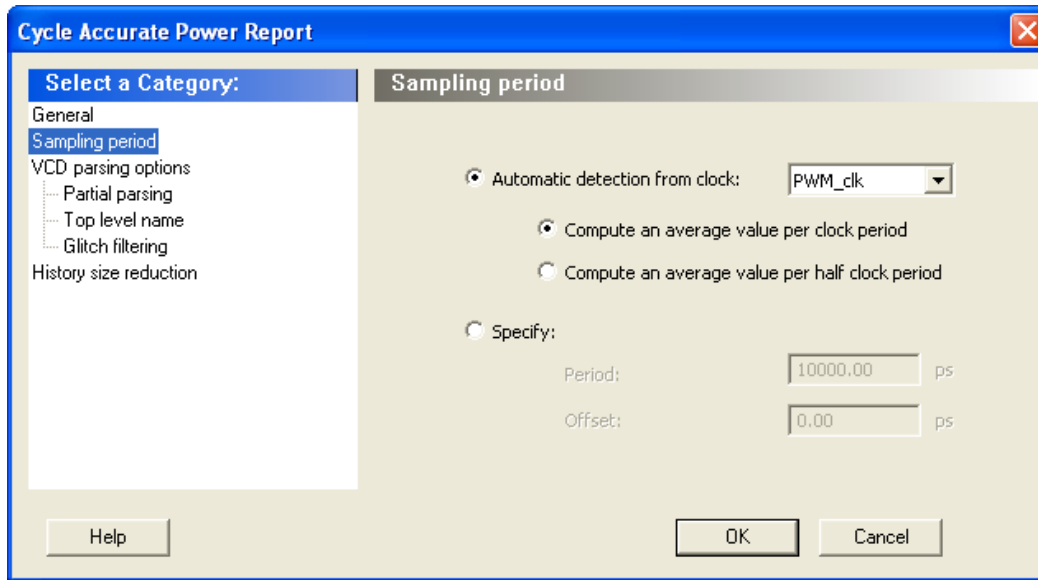 Cycle Accurate Power Report
Select a Category:
General
Sampling period
VCD parsing options
Partial parsing
Top level name
Glitch filtering
History size reduction
Sampling period
Automatic detection from clock: PWM_clk
Compute an average value per clock period
Compute an average value per half clock period
Specify:
Period: 10000.00 ps
Offset: 0.00 ps
Help OK Cancel